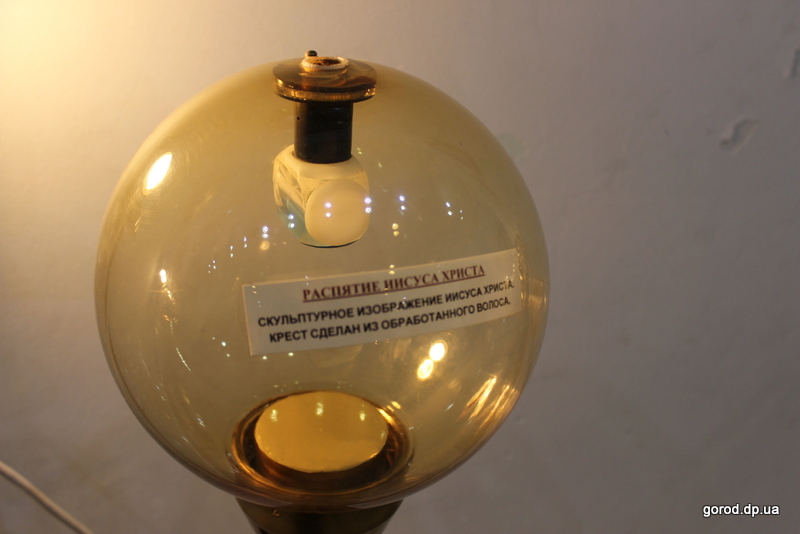 РАСПЯТИЕ ИИСУСА ХРИСТА
СКУЛЬПТУРНОЕ ИЗОБРАЖЕНИЕ ИИСУСА ХРИСТА.
КРЕСТ СДЕЛАН ИЗ ОБРАБОТАННОГО ВОЛОСА.
gorod.dp.ua